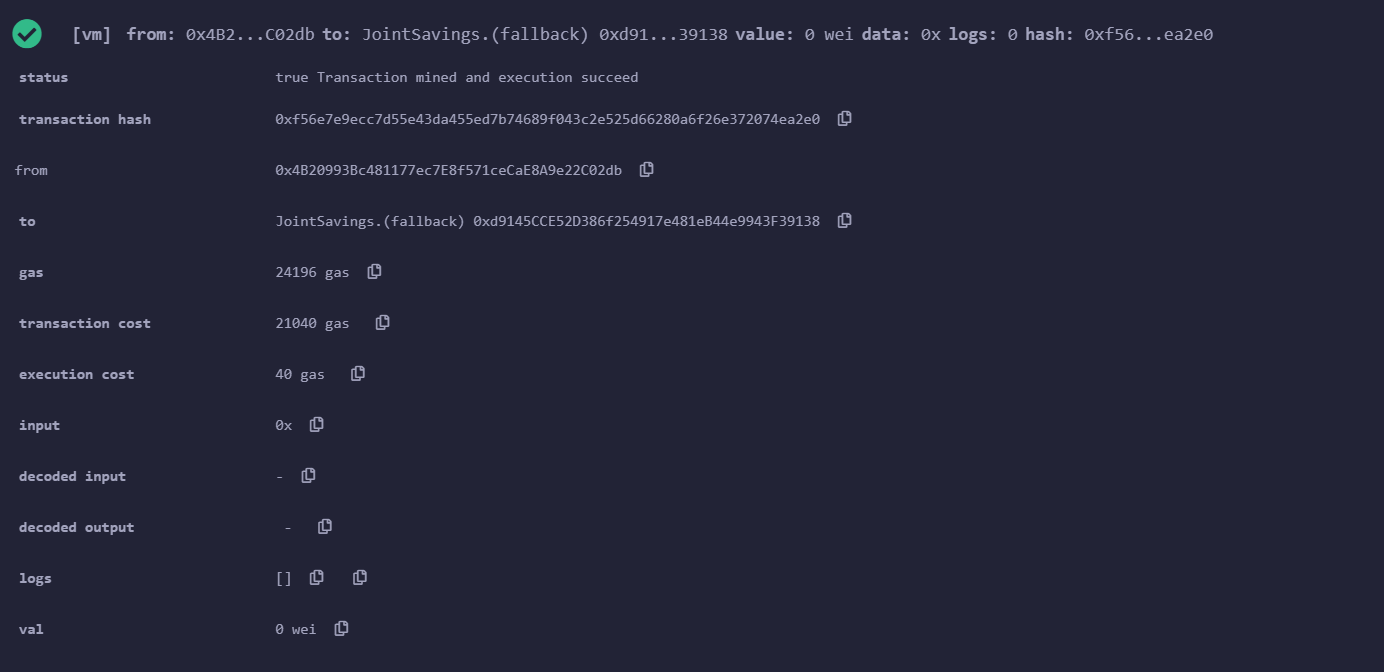 [vm] from: 0x4B2...C02db to: JointSavings.(fallback) 0xd91...39138 value: 0 wei data: 0x logs: 0 hash: 0xf56...ea2e0
status true Transaction mined and execution succeed
transaction hash 0xf56e7e9ecc7d55e43da455ed7b74689f043c2e525d66280a6f26e372074ea2e0
from 0x4B20993Bc481177ec7E8f571ceCaE8A9e22C02db
to JointSavings.(fallback) 0xd9145CCE52D386f254917e481eB44e9943F39138
gas 24196 gas
transaction cost 21040 gas
execution cost 40 gas
input 0x
decoded input -
decoded output -
logs []
val 0 wei